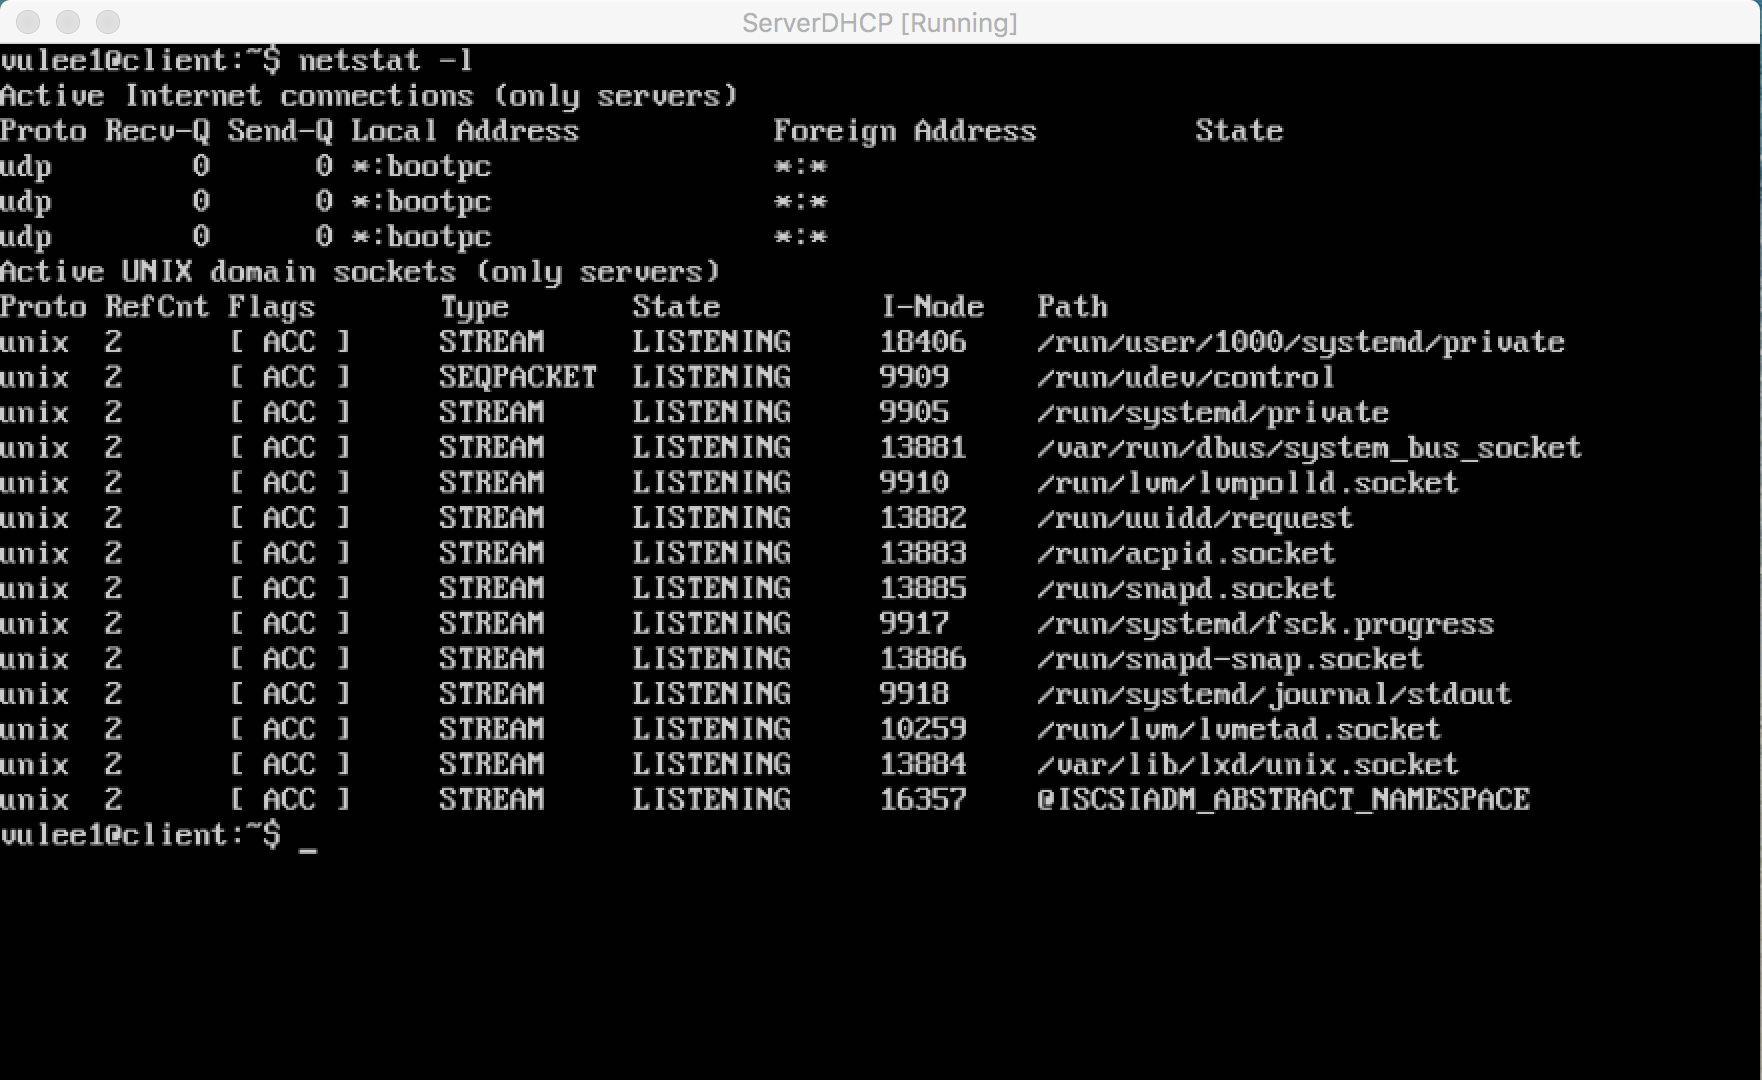 ServerDHCP [Running]
vulee1@client:~$ netstat -l
Active Internet connections (only servers)
Proto Recv-Q Send-Q Local Address           Foreign Address         State
udp        0      0 *:bootpc                *:*
udp        0      0 *:bootpc                *:*
udp        0      0 *:bootpc                *:*
Active UNIX domain sockets (only servers)
Proto RefCnt Flags       Type       State         I-Node   Path
unix  2      [ ACC ]     STREAM     LISTENING     18406    /run/user/1000/systemd/private
unix  2      [ ACC ]     SEQPACKET  LISTENING     9909     /run/udev/control
unix  2      [ ACC ]     STREAM     LISTENING     9905     /run/systemd/private
unix  2      [ ACC ]     STREAM     LISTENING     13881    /var/run/dbus/system_bus_socket
unix  2      [ ACC ]     STREAM     LISTENING     9910     /run/lvm/lvmpolld.socket
unix  2      [ ACC ]     STREAM     LISTENING     13882    /run/uuidd/request
unix  2      [ ACC ]     STREAM     LISTENING     13883    /run/acpid.socket
unix  2      [ ACC ]     STREAM     LISTENING     13885    /run/snapd.socket
unix  2      [ ACC ]     STREAM     LISTENING     9917     /run/systemd/fsck.progress
unix  2      [ ACC ]     STREAM     LISTENING     13886    /run/snapd-snap.socket
unix  2      [ ACC ]     STREAM     LISTENING     9918     /run/systemd/journal/stdout
unix  2      [ ACC ]     STREAM     LISTENING     10259    /run/lvm/lvmetad.socket
unix  2      [ ACC ]     STREAM     LISTENING     13884    /var/lib/lxd/unix.socket
unix  2      [ ACC ]     STREAM     LISTENING     16357    @ISCSIADM_ABSTRACT_NAMESPACE
vulee1@client:~$ _